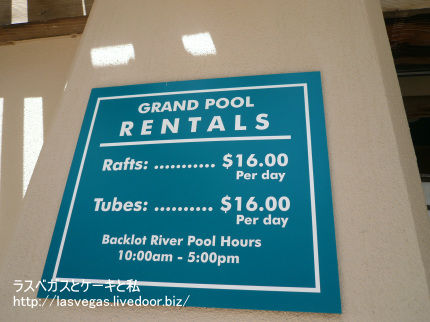 GRAND POOL
RENTALS
Rafts: ........... $16.00
Per day
Tubes: .......... $16.00
Per day
Backlot River Pool Hours
10:00am - 5:00pm
ラスベガスとケーキと私
http://lasvegas.livedoor.biz/